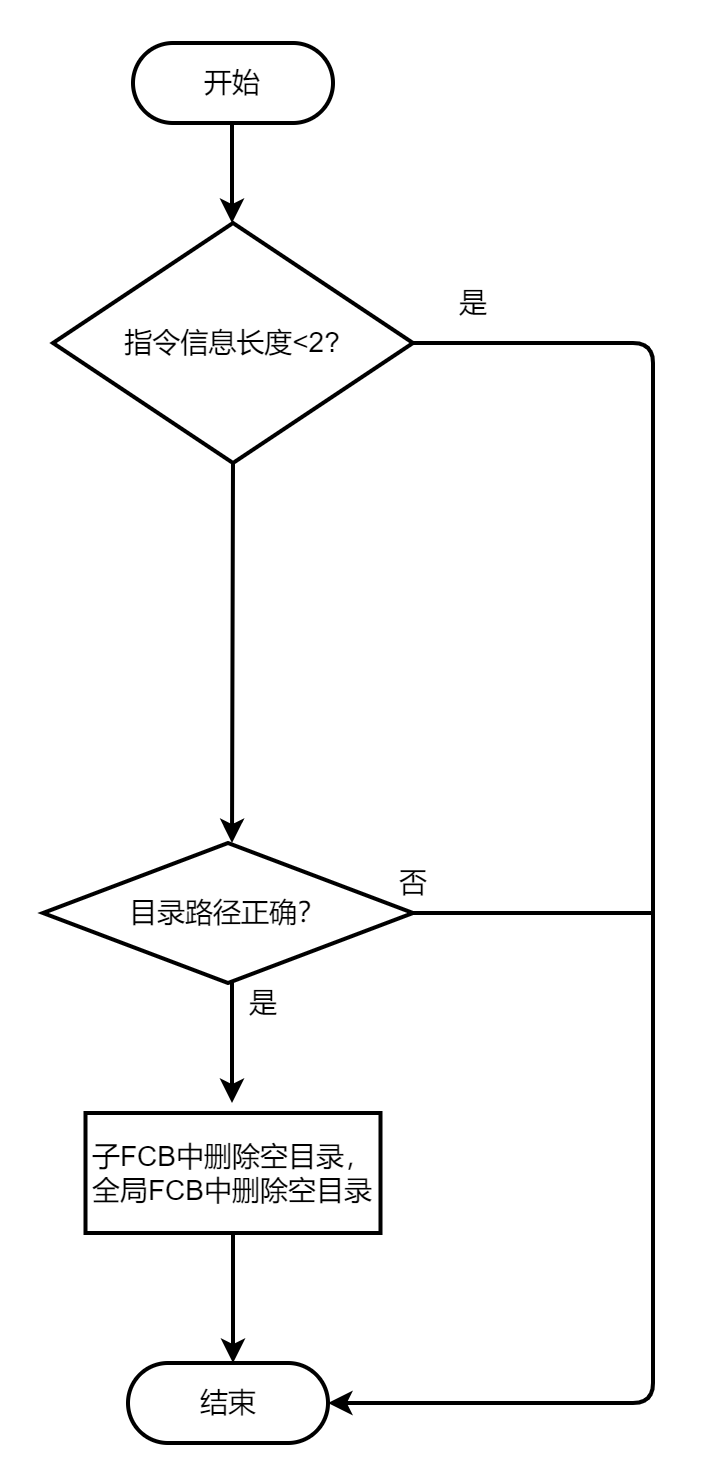 开始
是
指令信息长度<2?
否
目录路径正确?
是
子FCB中删除空目录，
全局FCB中删除空目录
结束